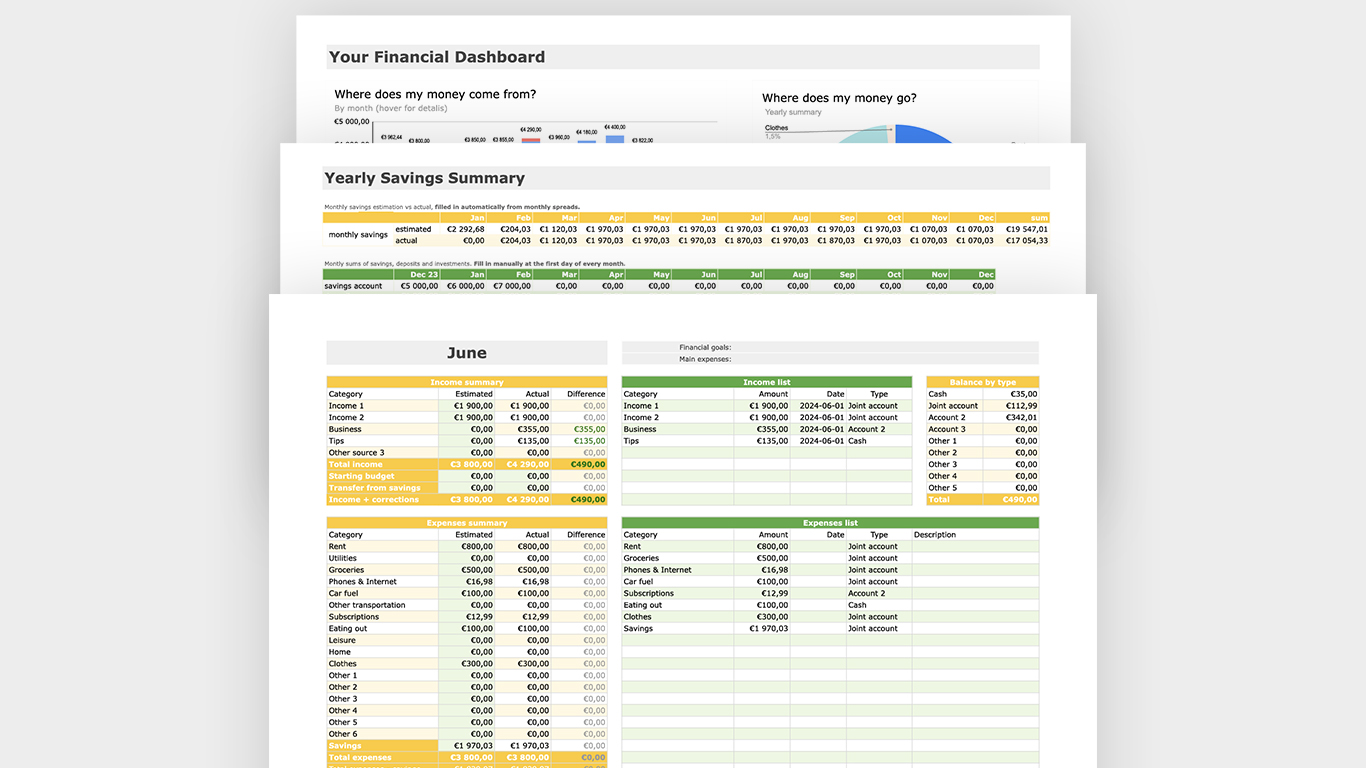 Your Financial Dashboard
Where does my money come from?
By month (hover for detalis)
€5 000,00
€3 962,44 €3 800,00 €3 850,00 €3 855,00 €4 290,00 €3 960,00 €4 180,00 €4 400,00 €3 822,00
Where does my money go?
Yearly summary
Clothes
1,5%
Yearly Savings Summary
Monthly savings estimation vs actual, filled in automatically from monthly spreads.
Jan Feb Mar Apr May Jun Jul Aug Sep Oct Nov Dec sum
monthly savings
estimated €2 292,68 €204,03 €1 120,03 €1 970,03 €1 970,03 €1 970,03 €1 970,03 €1 970,03 €1 970,03 €1 970,03 €1 070,03 €1 070,03 €19 547,01
actual €0,00 €204,03 €1 120,03 €1 970,03 €1 970,03 €1 970,03 €1 870,03 €1 970,03 €1 870,03 €1 970,03 €1 070,03 €1 070,03 €17 054,33
Montly sums of savings, deposits and investments. Fill in manually at the first day of every month.
Dec 23 Jan Feb Mar Apr May Jun Jul Aug Sep Oct Nov Dec
savings account €5 000,00 €6 000,00 €7 000,00 €0,00 €0,00 €0,00 €0,00 €0,00 €0,00 €0,00 €0,00 €0,00 €0,00
June
Financial goals:
Main expenses:
Income summary
Category Estimated Actual Difference
Income 1 €1 900,00 €1 900,00 €0,00
Income 2 €1 900,00 €1 900,00 €0,00
Business €0,00 €355,00 €355,00
Tips €0,00 €135,00 €135,00
Other source 3 €0,00 €0,00 €0,00
Total income €3 800,00 €4 290,00 €490,00
Starting budget €0,00 €0,00 €0,00
Transfer from savings €0,00 €0,00 €0,00
Income + corrections €3 800,00 €4 290,00 €490,00
Income list
Category Amount Date Type
Income 1 €1 900,00 2024-06-01 Joint account
Income 2 €1 900,00 2024-06-01 Joint account
Business €355,00 2024-06-01 Account 2
Tips €135,00 2024-06-01 Cash
Balance by type
Cash €35,00
Joint account €112,99
Account 2 €342,01
Account 3 €0,00
Other 1 €0,00
Other 2 €0,00
Other 3 €0,00
Other 4 €0,00
Other 5 €0,00
Total €490,00
Expenses summary
Category Estimated Actual Difference
Rent €800,00 €800,00 €0,00
Utilities €0,00 €0,00 €0,00
Groceries €500,00 €500,00 €0,00
Phones & Internet €16,98 €16,98 €0,00
Car fuel €100,00 €100,00 €0,00
Other transportation €0,00 €0,00 €0,00
Subscriptions €12,99 €12,99 €0,00
Eating out €100,00 €100,00 €0,00
Leisure €0,00 €0,00 €0,00
Home €0,00 €0,00 €0,00
Clothes €300,00 €300,00 €0,00
Other 1 €0,00 €0,00 €0,00
Other 2 €0,00 €0,00 €0,00
Other 3 €0,00 €0,00 €0,00
Other 4 €0,00 €0,00 €0,00
Other 5 €0,00 €0,00 €0,00
Other 6 €0,00 €0,00 €0,00
Savings €1 970,03 €1 970,03 €0,00
Total expenses €3 800,00 €3 800,00 €0,00
Expenses list
Category Amount Date Type Description
Rent €800,00 Joint account
Groceries €500,00 Joint account
Phones & Internet €16,98 Joint account
Car fuel €100,00 Joint account
Subscriptions €12,99 Account 2
Eating out €100,00 Cash
Clothes €300,00 Joint account
Savings €1 970,03 Joint account